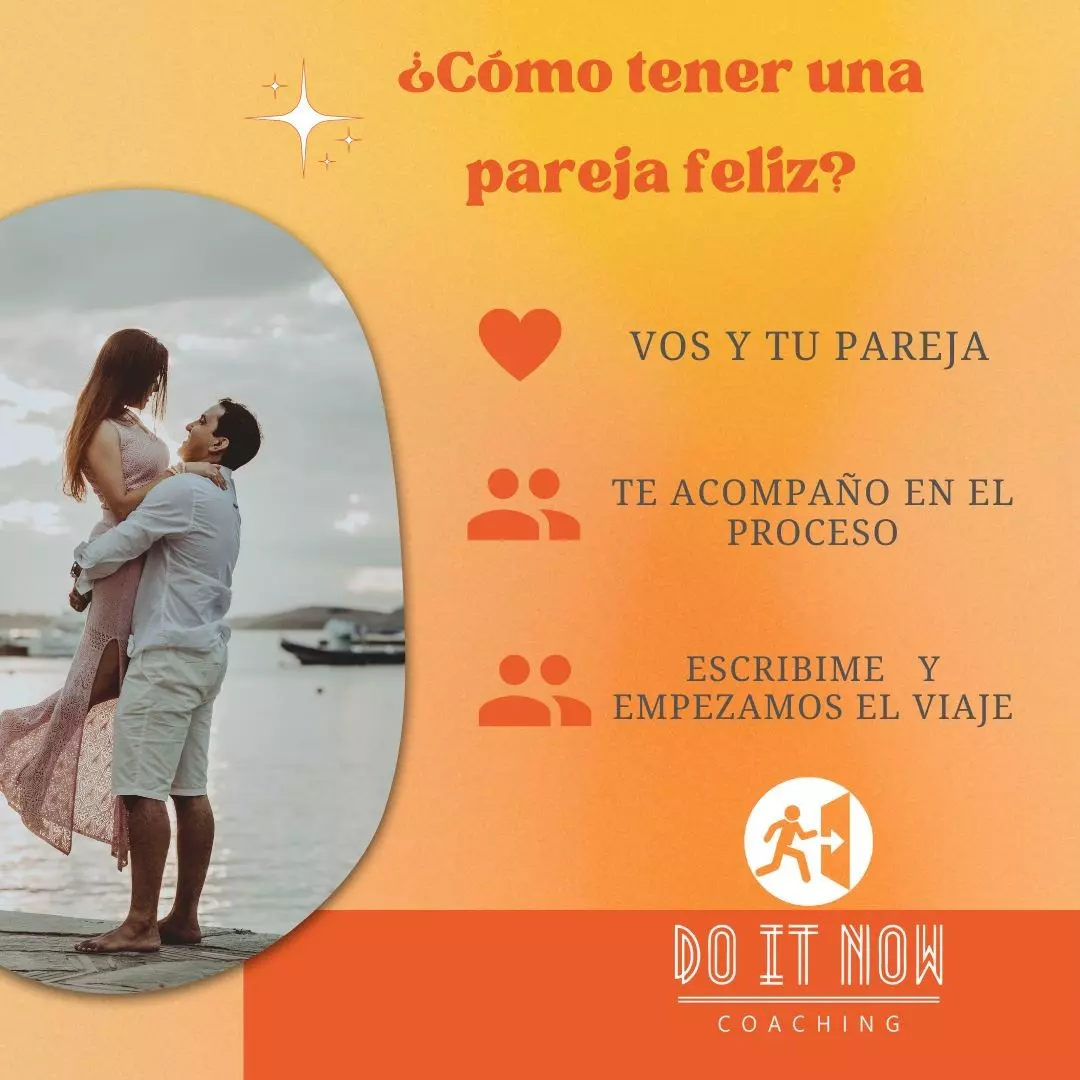 ¿Cómo tener una
pareja feliz?
VOS Y TU PAREJA
TE ACOMPAÑO EN EL
PROCESO
ESCRIBIME Y
EMPEZAMOS EL VIAJE
DO IT NOW
COACHING